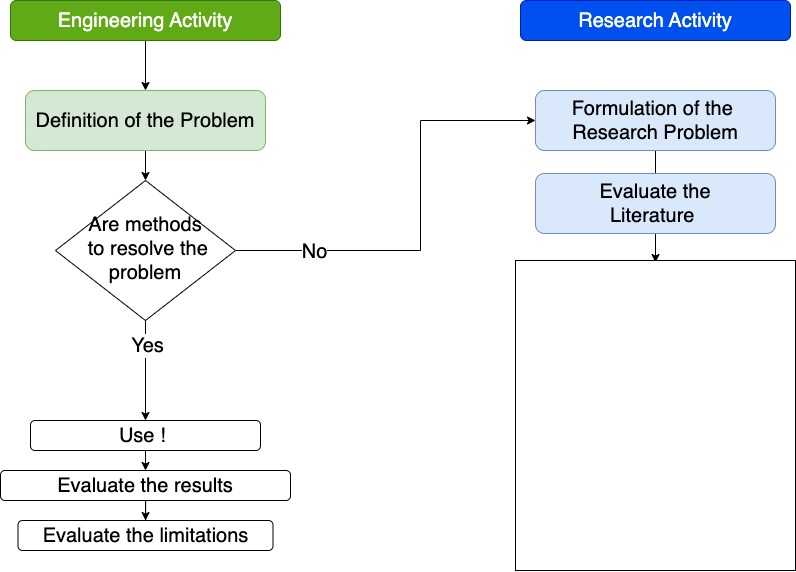 Engineering Activity
Research Activity
Definition of the Problem
Formulation of the
Research Problem
Evaluate the
Literature
Are methods
to resolve the
problem
No
Yes
Use !
Evaluate the results
Evaluate the limitations